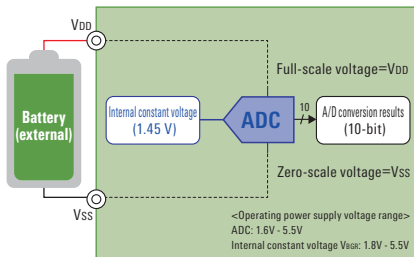 VDD
Full-scale voltage=VDD
Battery
(external)
Internal constant voltage
(1.45 V)
ADC
10
A/D conversion results
(10-bit)
Zero-scale voltage=VSS
VSS
<Operating power supply voltage range>
ADC: 1.6V - 5.5V
Internal constant voltage VBGR: 1.8V - 5.5V